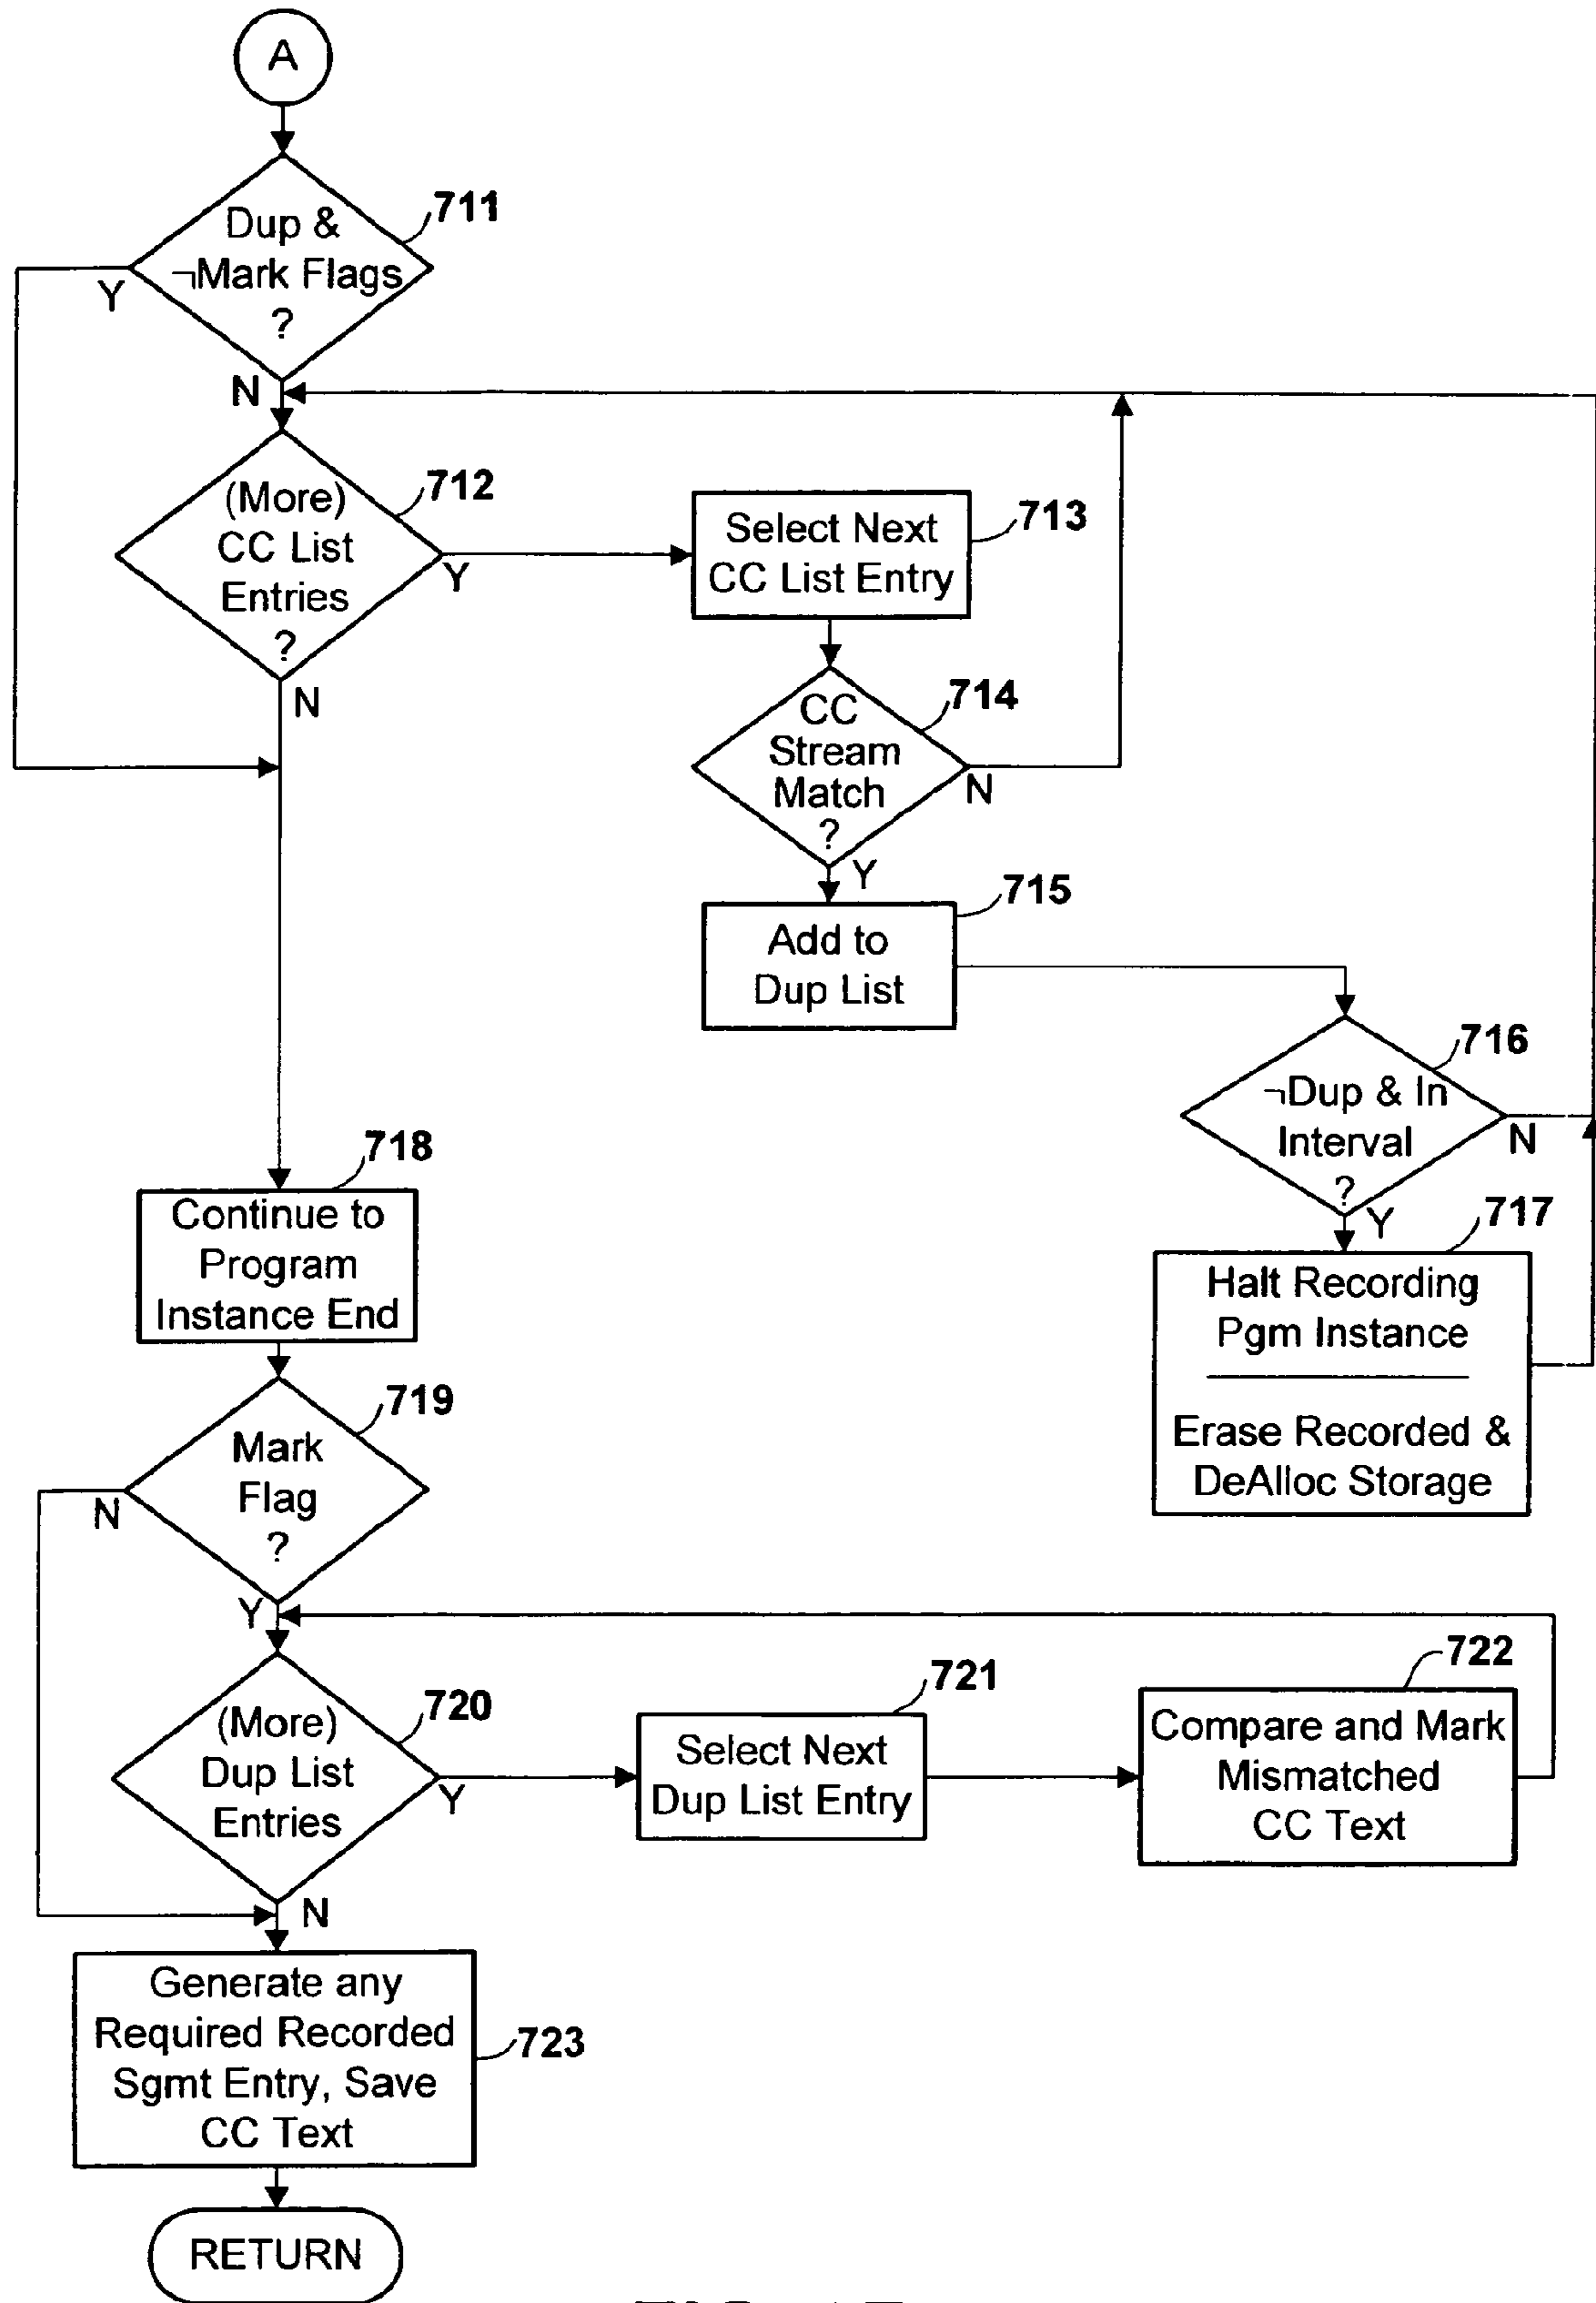 A
Dup &
¬Mark Flags
?
711
Y
N
(More)
CC List
Entries
?
712
Y
N
Select Next
CC List Entry
713
CC
Stream
Match
?
714
N
Y
Add to
Dup List
715
¬Dup & In
Interval
?
716
N
Y
Halt Recording
Pgm Instance
Erase Recorded &
DeAlloc Storage
717
Continue to
Program
Instance End
718
Mark
Flag
?
719
N
Y
(More)
Dup List
Entries
720
Y
N
Select Next
Dup List Entry
721
Compare and Mark
Mismatched
CC Text
722
Generate any
Required Recorded
Sgmt Entry, Save
CC Text
723
RETURN